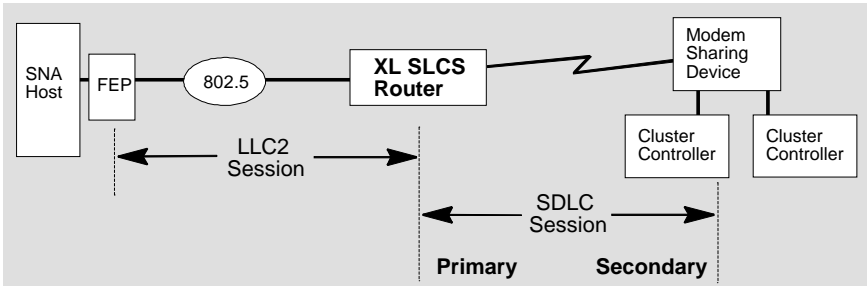 SNA
Host
FEP
802.5
XL SLCS
Router
Modem
Sharing
Device
Cluster
Controller
Cluster
Controller
LLC2
Session
SDLC
Session
Primary
Secondary